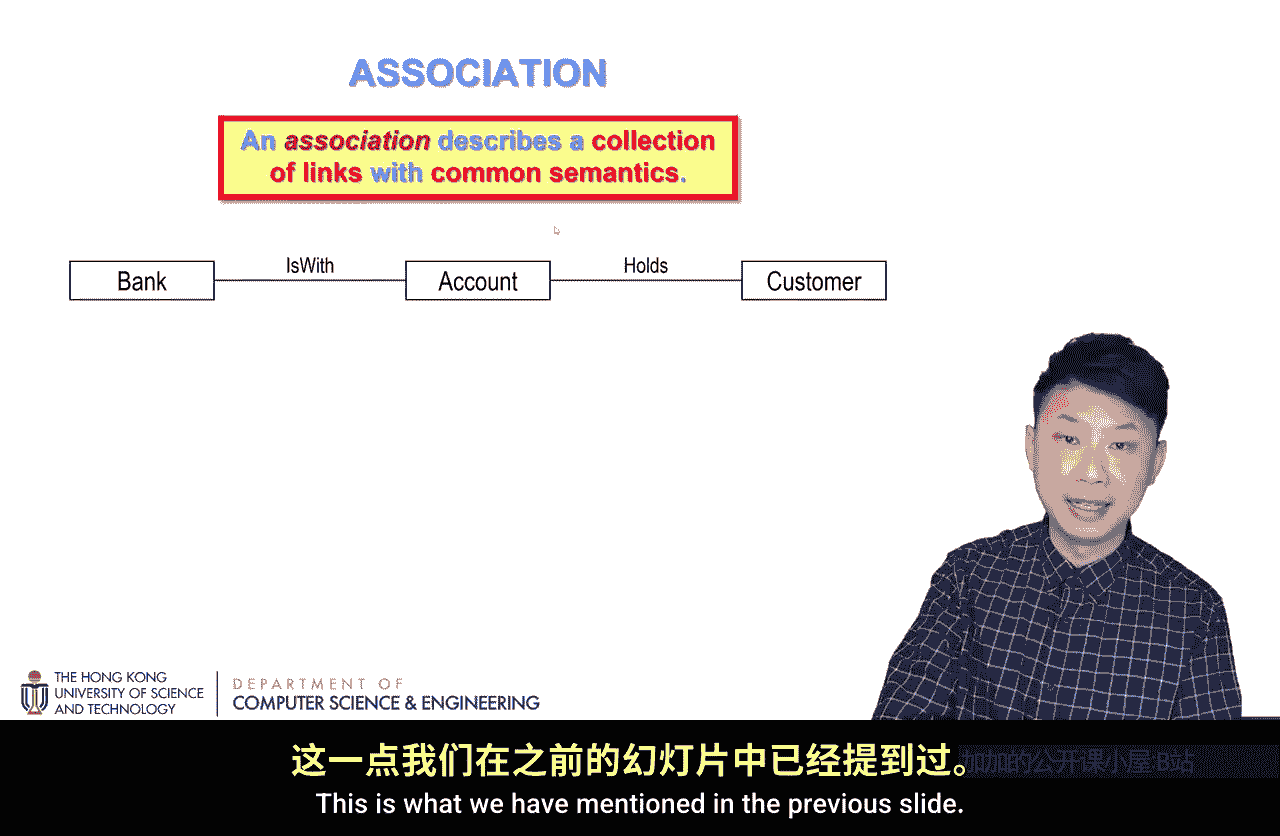 ASSOCIATION
An association describes a collection
of links with common semantics.
Bank
IsWith
Account
Holds
Customer
THE HONG KONG
UNIVERSITY OF SCIENCE
AND TECHNOLOGY
DEPARTMENT OF
COMPUTER SCIENCE & ENGINEERING
这一点我们在之前的幻灯片中已经提到过。
加加的公开课小屋:B站
This is what we have mentioned in the previous slide.